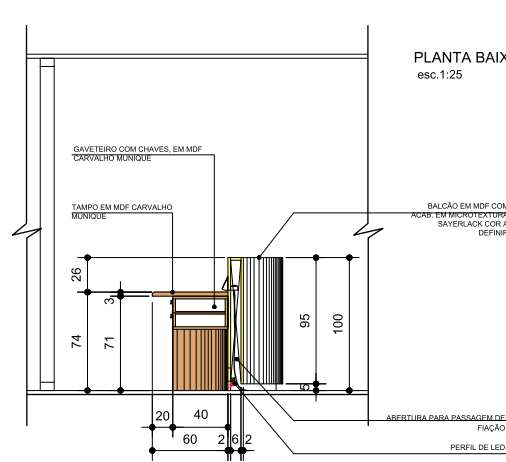 PLANTA BAIX
esc.1:25
GAVETEIRO COM CHAVES, EM MDF
CARVALHO MUNIQUE
TAMPO EM MDF CARVALHO
MUNIQUE
BALCÃO EM MDF COM
ACAB. EM MICROTEXTURA
SAYERLACK COR A
DEFINIR
26
3
74
71
95
100
5
20
40
60
2
6
2
ABERTURA PARA PASSAGEM DE
FIAÇÃO
PERFIL DE LED